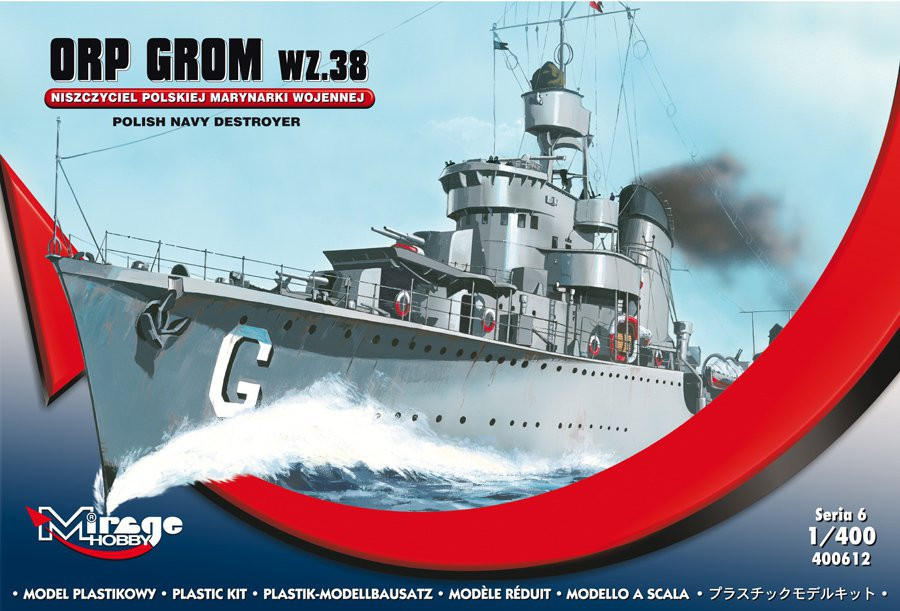 ORP GROM WZ.38
NISZCZYCIEL POLSKIEJ MARYNARKI WOJENNEJ
POLISH NAVY DESTROYER
G
Mirage®
HOBBY
Seria 6
1/400
400612
• MODEL PLASTIKOWY • PLASTIC KIT • PLASTIK-MODELLBAUSATZ • MODÈLE RÉDUIT • MODELLO A SCALA • プラスチックモデルキット •